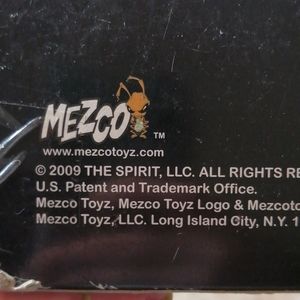 MEZCO™
www.mezcotoyz.com
© 2009 THE SPIRIT, LLC. ALL RIGHTS RE
U.S. Patent and Trademark Office.
Mezco Toyz, Mezco Toyz Logo & Mezcoto
Mezco Toyz, LLC. Long Island City, N.Y. 1